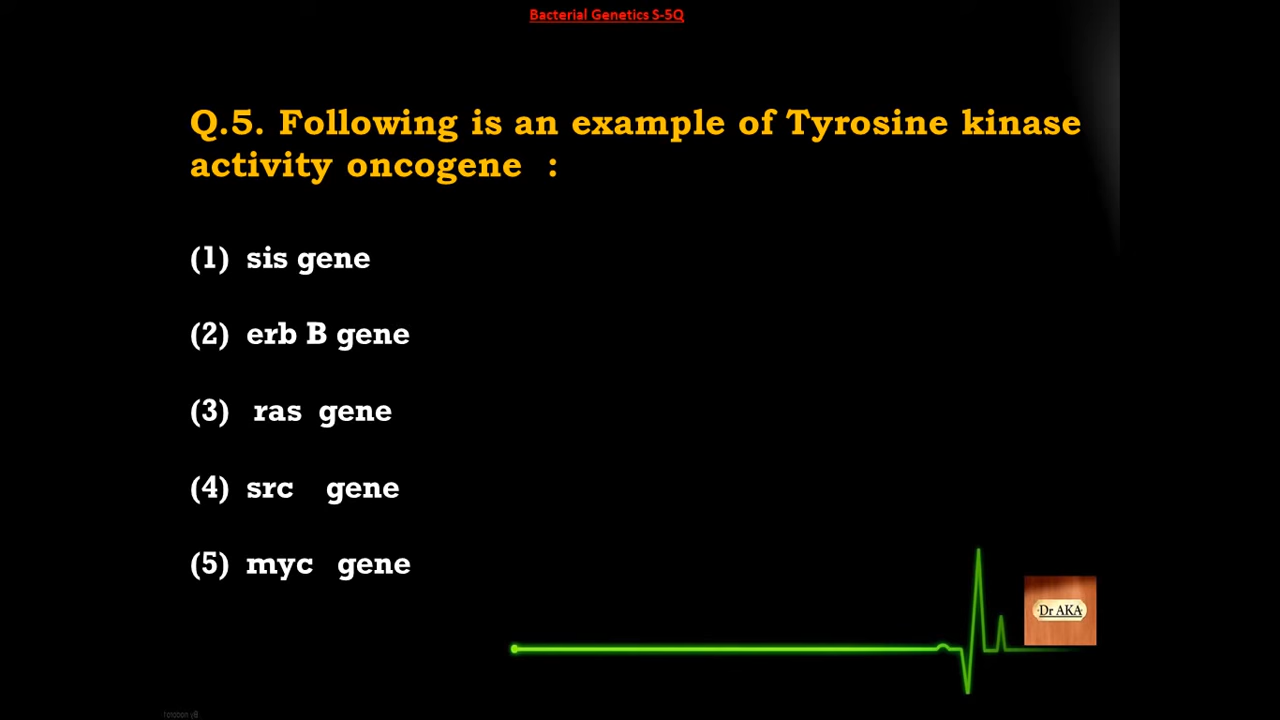 Bacterial Genetics S-5Q
Q.5. Following is an example of Tyrosine kinase
activity oncogene :
(1) sis gene
(2) erb B gene
(3) ras gene
(4) src gene
(5) myc gene
Dr AKA